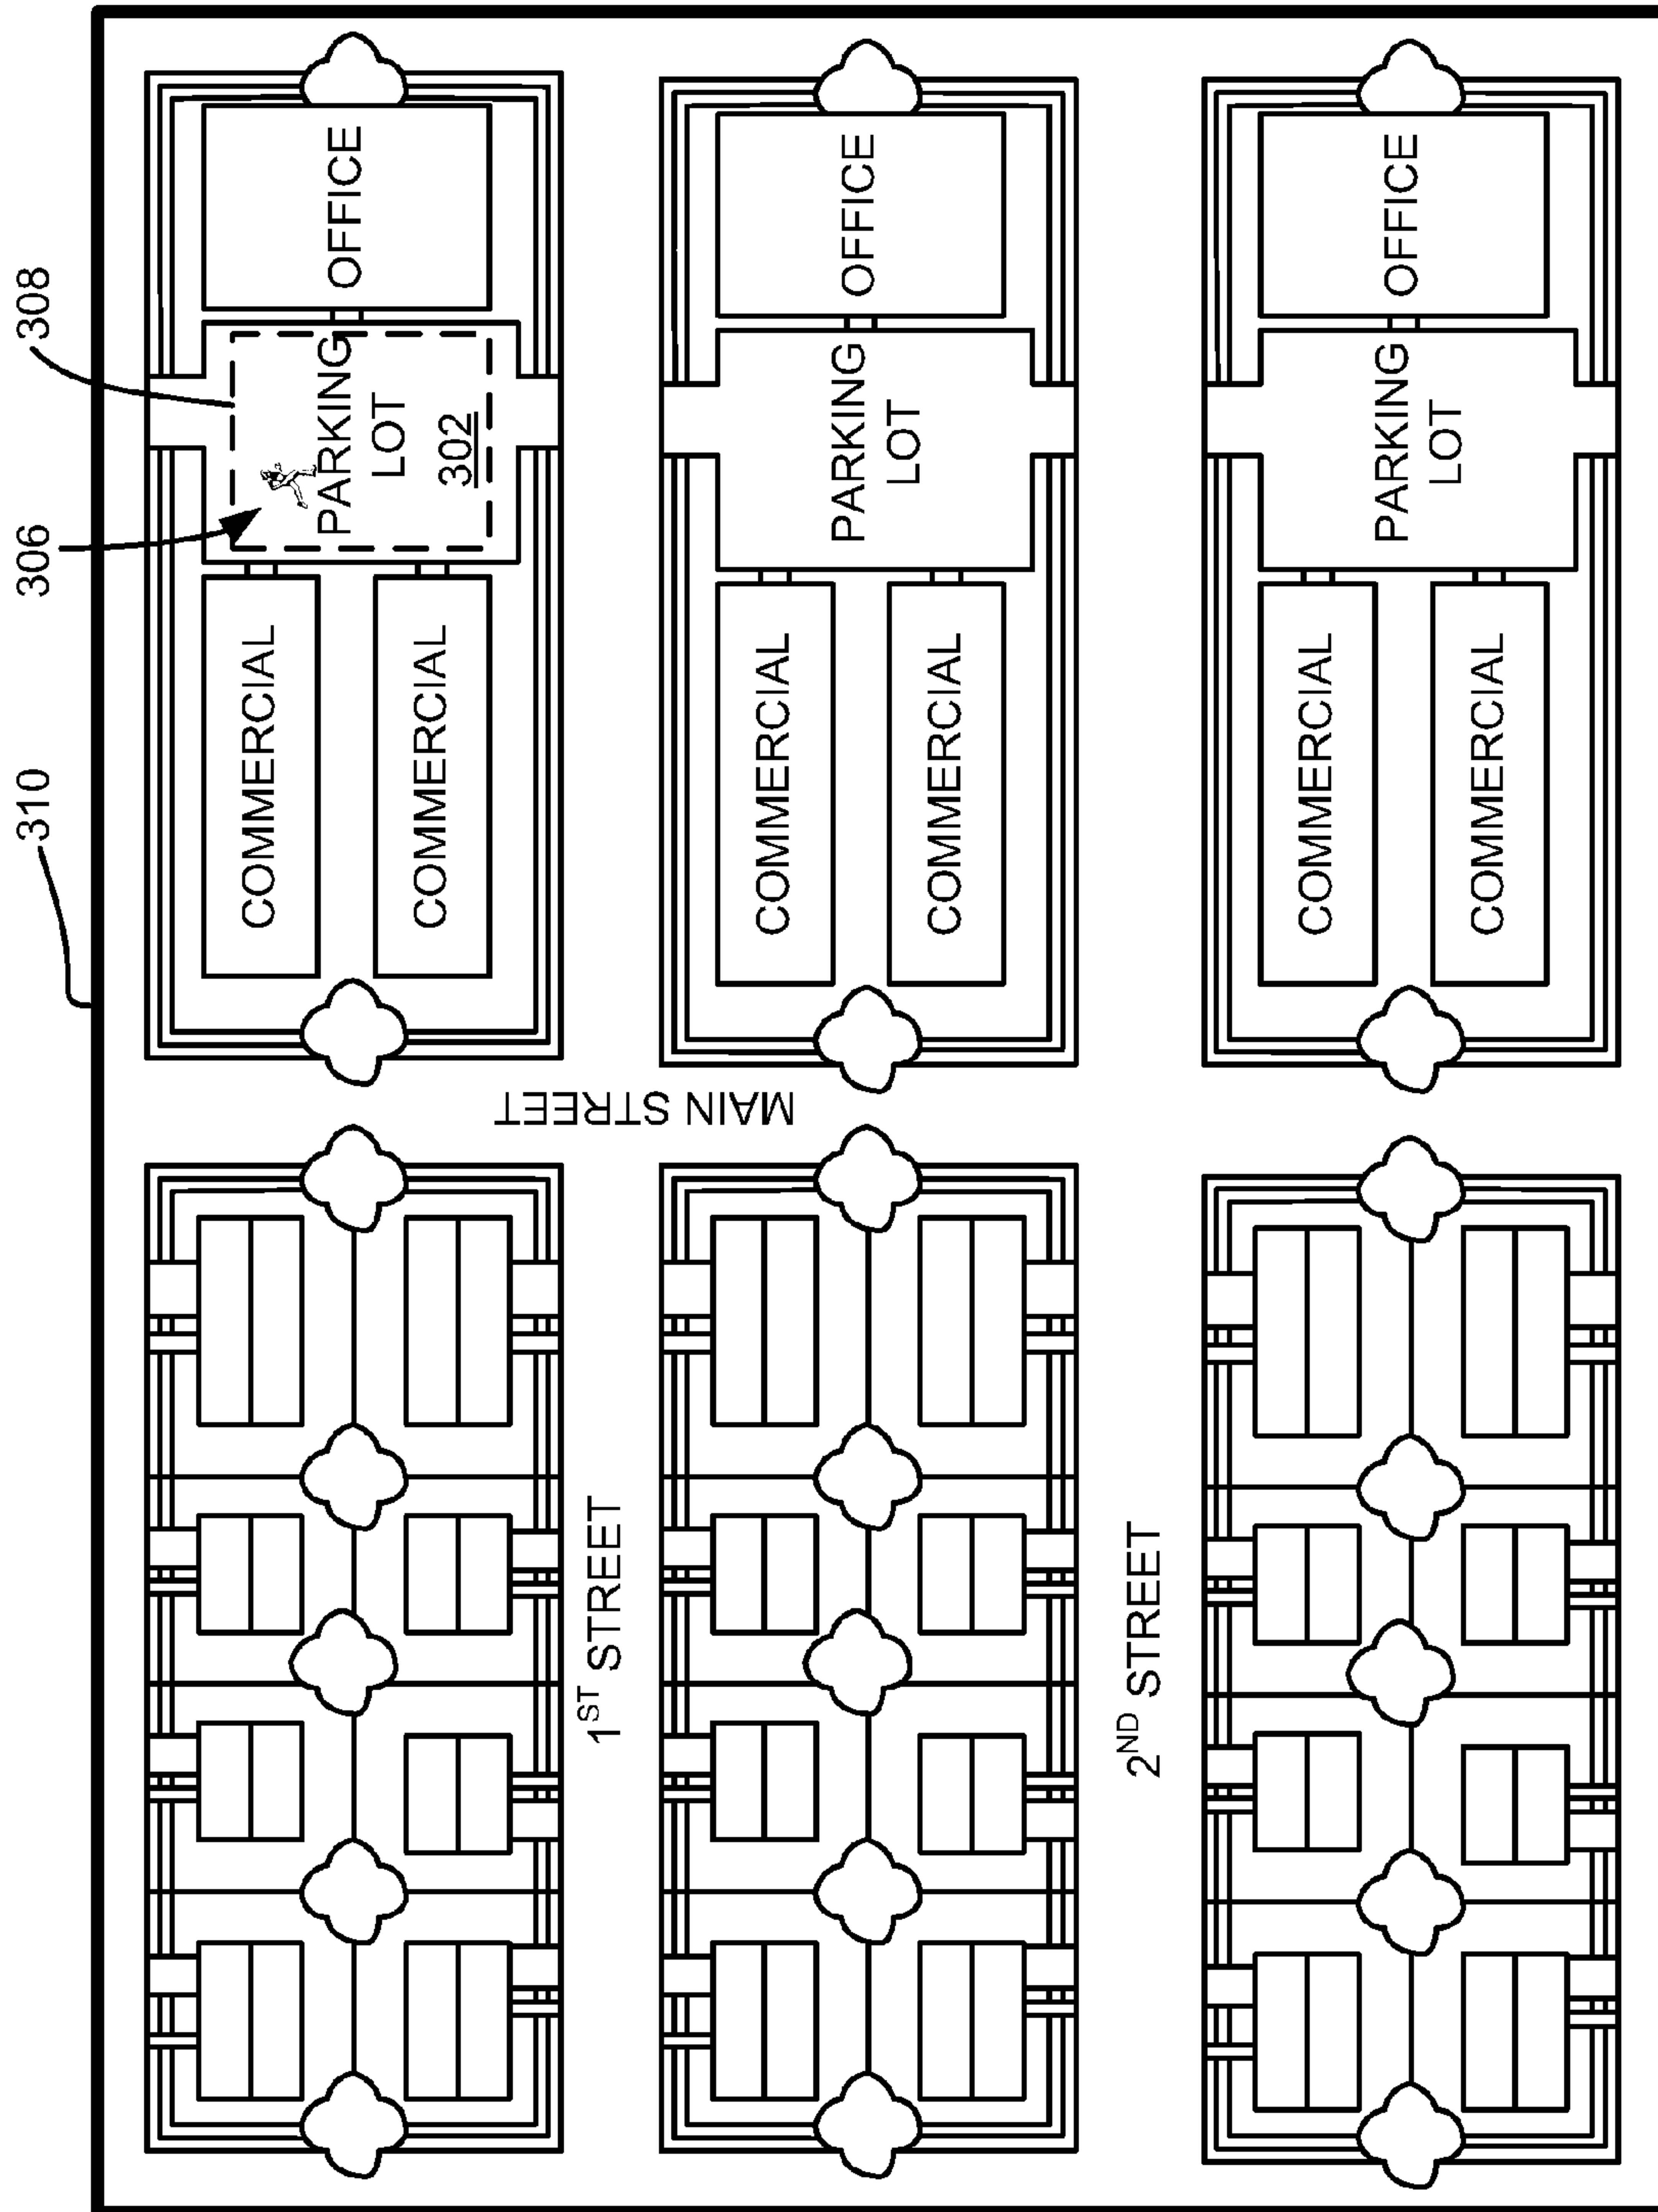 310
306
308
COMMERCIAL
COMMERCIAL
PARKING
LOT
302
OFFICE
1ST STREET
MAIN STREET
COMMERCIAL
COMMERCIAL
PARKING
LOT
OFFICE
2ND STREET
COMMERCIAL
COMMERCIAL
PARKING
LOT
OFFICE